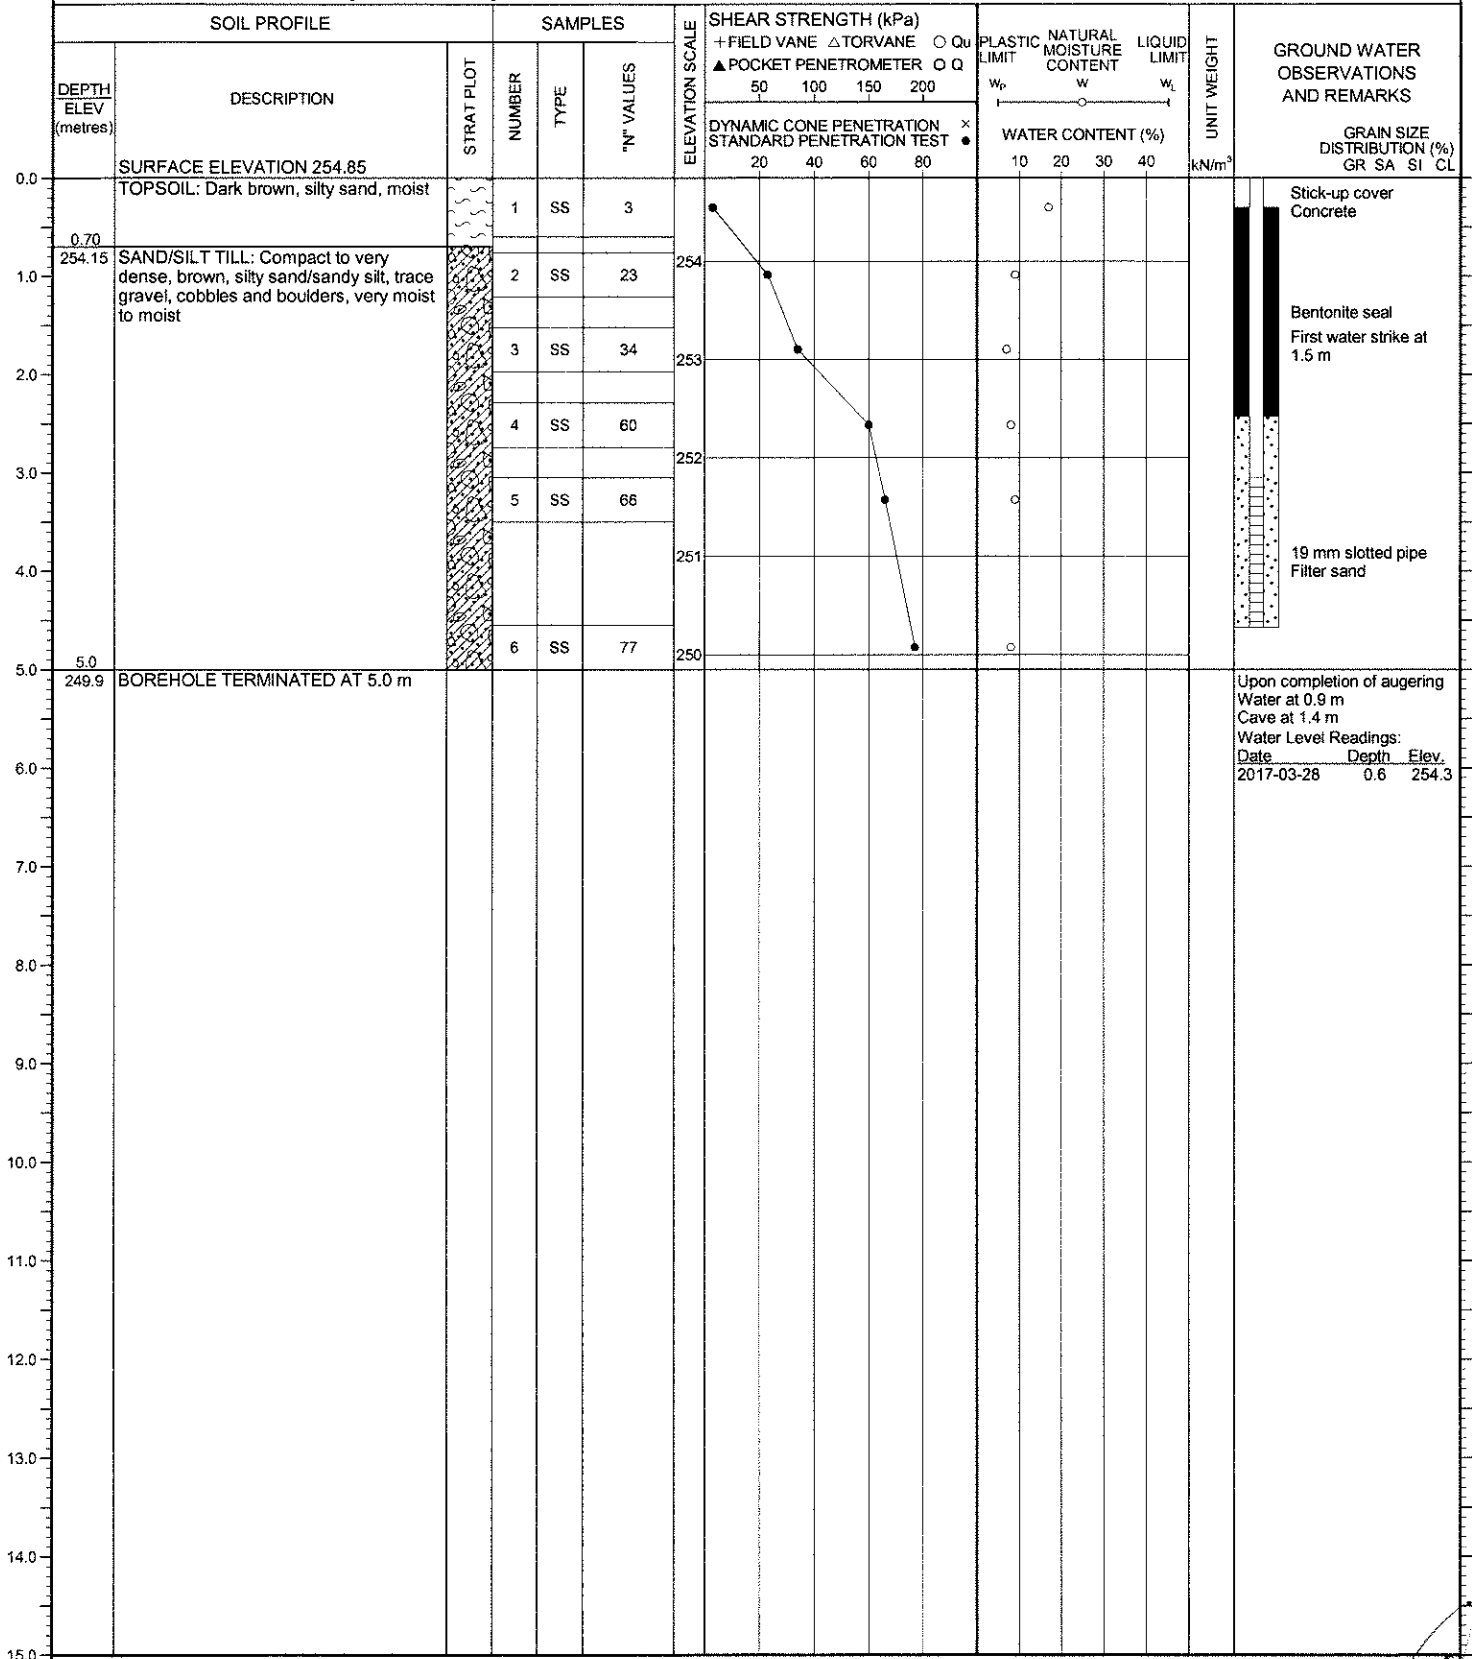 SOIL PROFILE
SAMPLES
DEPTH
ELEV
(metres)
DESCRIPTION
STRAT PLOT
NUMBER
TYPE
"N" VALUES
ELEVATION SCALE
SHEAR STRENGTH (kPa)
+ FIELD VANE △ TORVANE ○ Qu
▲ POCKET PENETROMETER O Q
50 100 150 200
DYNAMIC CONE PENETRATION ×
STANDARD PENETRATION TEST ●
20 40 60 80
PLASTIC LIMIT
NATURAL MOISTURE CONTENT
LIQUID LIMIT
WP W WL
WATER CONTENT (%)
10 20 30 40
UNIT WEIGHT
kN/m³
GROUND WATER
OBSERVATIONS
AND REMARKS
GRAIN SIZE
DISTRIBUTION (%)
GR SA SI CL
SURFACE ELEVATION 254.85
0.0
TOPSOIL: Dark brown, silty sand, moist
1 SS 3
Stick-up cover
Concrete
0.70
254.15
SAND/SILT TILL: Compact to very
dense, brown, silty sand/sandy silt, trace
gravel, cobbles and boulders, very moist
to moist
254
1.0
2 SS 23
Bentonite seal
First water strike at
1.5 m
3 SS 34
253
2.0
4 SS 60
252
3.0
5 SS 66
251
19 mm slotted pipe
Filter sand
4.0
6 SS 77
250
5.0
5.0
249.9
BOREHOLE TERMINATED AT 5.0 m
Upon completion of augering
Water at 0.9 m
Cave at 1.4 m
Water Level Readings:
Date Depth Elev.
2017-03-28 0.6 254.3
6.0
7.0
8.0
9.0
10.0
11.0
12.0
13.0
14.0
15.0